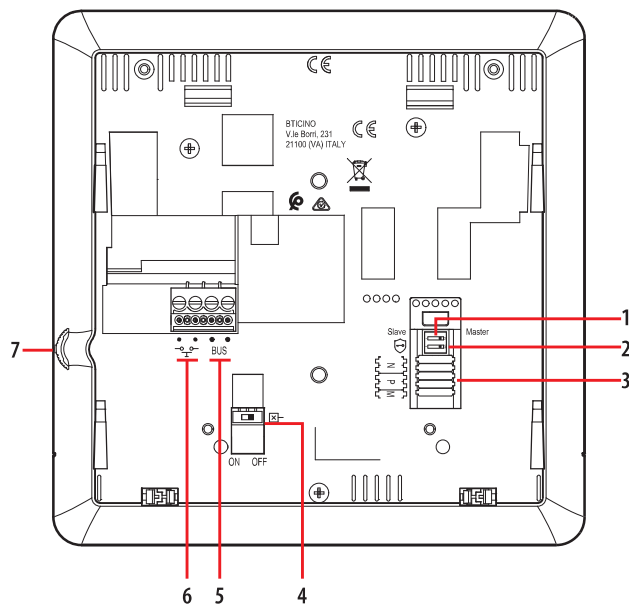 CE
BTICINO
V.le Borri, 231
21100 (VA) ITALY
CE
Slave
Master
1
2
3
N
P
M
7
BUS
ON OFF
6
5
4